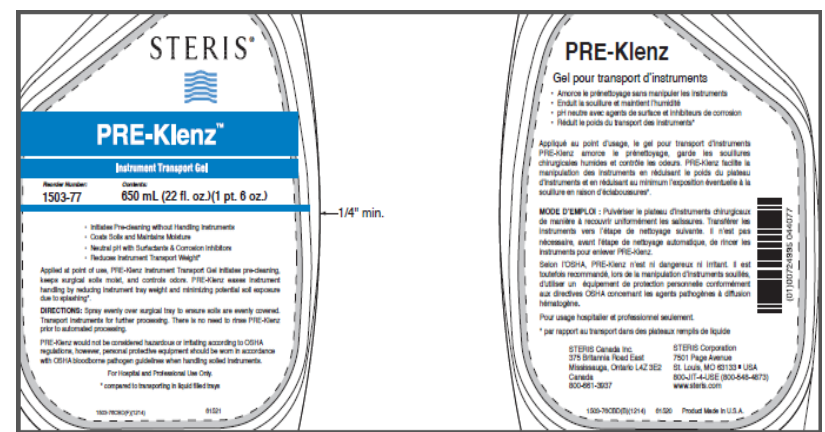 STERIS®
PRE-Klenz™
Instrument Transport Gel
Reorder Number:
Contents:
1503-77
650 mL (22 fl. oz.)(1 pt. 6 oz.)
• Initiates Pre-cleaning without Handling Instruments
• Coats Soils and Maintains Moisture
• Neutral pH with Surfactants & Corrosion Inhibitors
• Reduces Instrument Transport Weight*
Applied at point of use, PRE-Klenz Instrument Transport Gel initiates pre-cleaning,
keeps surgical soils moist, and controls odors. PRE-Klenz eases instrument
handling by reducing instrument tray weight and minimizing potential soil exposure
due to splashing*.
DIRECTIONS: Spray evenly over surgical tray to ensure soils are evenly covered.
Transport instruments for further processing. There is no need to rinse PRE-Klenz
prior to automated processing.
PRE-Klenz would not be considered hazardous or irritating according to OSHA
regulations, however, personal protective equipment should be worn in accordance
with OSHA bloodborne pathogen guidelines when handling soiled instruments.
For Hospital and Professional Use Only.
* compared to transporting in liquid filled trays
61521
1/4" min.
PRE-Klenz
Gel pour transport d'instruments
• Amorce le prénettoyage sans manipuler les instruments
• Enduit la souillure et maintient l'humidité
• pH neutre avec agents de surface et inhibiteurs de corrosion
• Réduit le poids du transport des instruments*
Appliqué au point d'usage, le gel pour transport d'instruments
PRE-Klenz amorce le prénettoyage, garde les souillures
chirurgicales humides et contrôle les odeurs. PRE-Klenz facilite la
manipulation des instruments en réduisant le poids du plateau
d'instruments et en réduisant au minimum l'exposition éventuelle à la
souillure en raison d'éclaboussures*.
MODE D'EMPLOI : Pulvériser le plateau d'instruments chirurgicaux
de manière à recouvrir uniformément les salissures. Transférer les
instruments vers l'étape de nettoyage suivante. Il n'est pas
nécessaire, avant l'étape de nettoyage automatique, de rincer les
instruments pour enlever PRE-Klenz.
Selon l'OSHA, PRE-Klenz n'est ni dangereux ni irritant. Il est
toutefois recommandé, lors de la manipulation d'instruments souillés,
d'utiliser un équipement de protection personnelle conformément
aux directives OSHA concernant les agents pathogènes à diffusion
hématogène.
Pour usage hospitalier et professionnel seulement.
* par rapport au transport dans des plateaux remplis de liquide
STERIS Canada Inc.
375 Britannia Road East
Mississauga, Ontario L4Z 3E2
Canada
800-661-3937
STERIS Corporation
7501 Page Avenue
St. Louis, MO 63133 • USA
800-JIT-4-USE (800-548-4873)
www.steris.com
61520 Product Made in U.S.A.
(01)00724995 044077